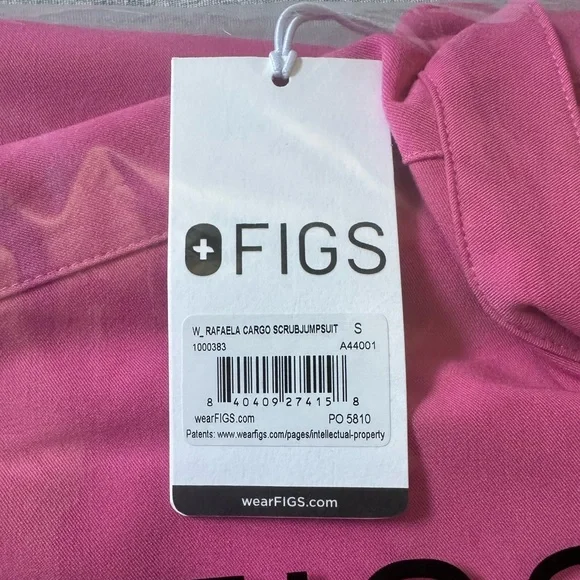 FIGS
W_ RAFAELA CARGO SCRUBJUMPSUIT S
1000383 A44001
8 40409 27415 8
wearFIGS.com PO 5810
Patents: www.wearfigs.com/pages/intellectual-property
wearFIGS.com